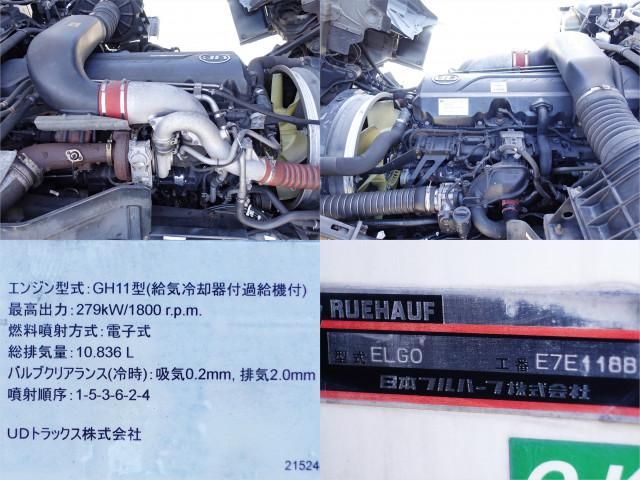 UD
UD
エンジン型式:GH11型(給気冷却器付過給機付)
最高出力:279kW/1800 r.p.m.
燃料噴射方式:電子式
総排気量:10.836 L
バルブクリアランス(冷時):吸気0.2mm, 排気2.0mm
噴射順序:1-5-3-6-2-4
UDトラックス株式会社
21524
RUEHAUF
型式 ELGO 工番 E7E1188
日本フルハーフ株式会社